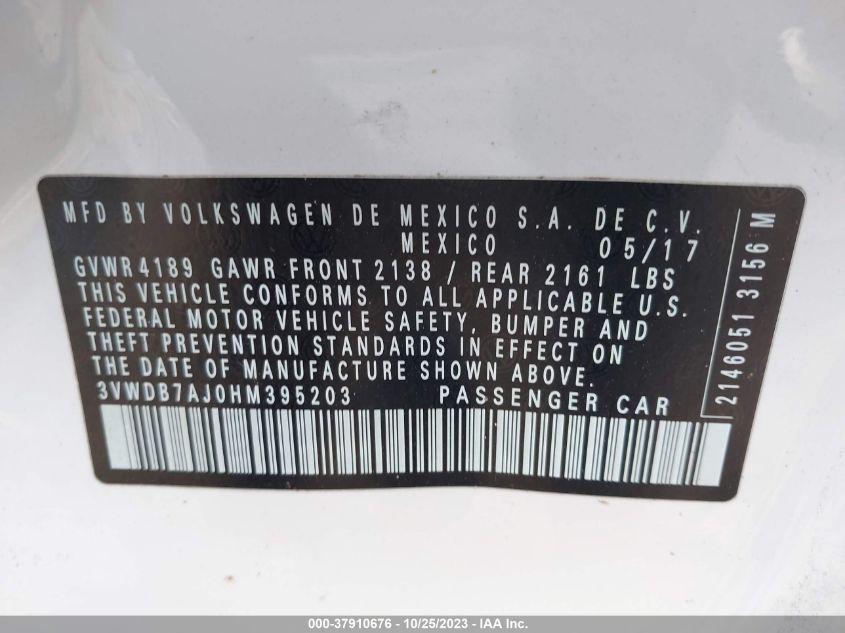 MFD BY VOLKSWAGEN DE MEXICO S.A. DE C.V.
MEXICO 05/17
GVWR 4189 GAWR FRONT 2138 / REAR 2161 LBS
THIS VEHICLE CONFORMS TO ALL APPLICABLE U.S.
FEDERAL MOTOR VEHICLE SAFETY, BUMPER AND
THEFT PREVENTION STANDARDS IN EFFECT ON
THE DATE OF MANUFACTURE SHOWN ABOVE.
3VWDB7AJ0HM395203 PASSENGER CAR
2146051 3156 M
000-37910676 - 10/25/2023 - IAA Inc.